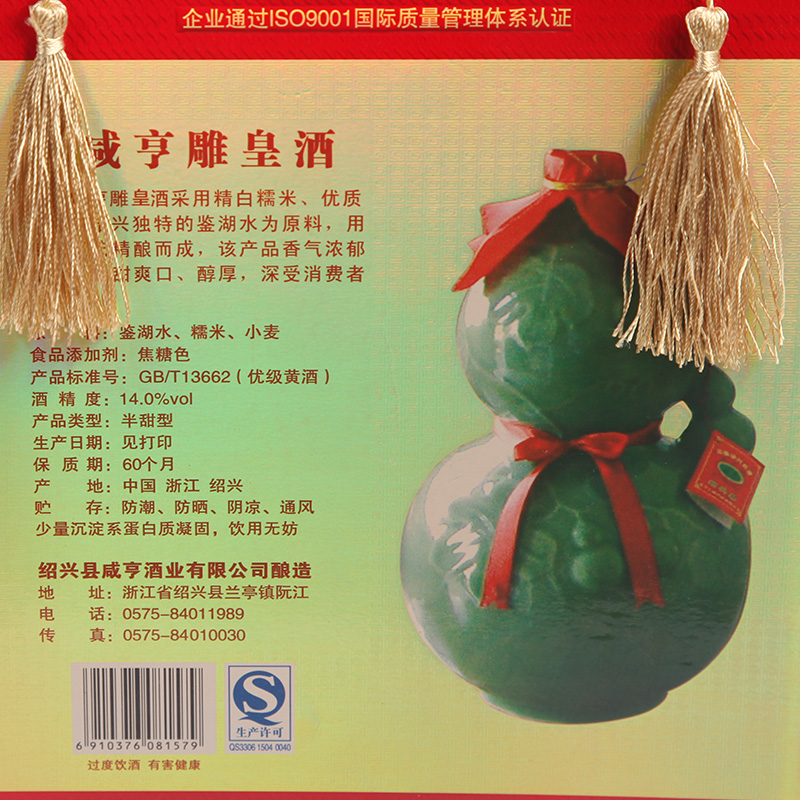 企业通过ISO9001国际质量管理体系认证
咸亨雕皇酒
雕皇酒采用精白糯米、优质
兴独特的鉴湖水为原料，用
精酿而成，该产品香气浓郁
甜爽口、醇厚，深受消费者
料：鉴湖水、糯米、小麦
食品添加剂：焦糖色
产品标准号：GB/T13662（优级黄酒）
酒 精 度：14.0%vol
产品类型：半甜型
生产日期：见打印
保 质 期：60个月
产 地：中国 浙江 绍兴
贮 存：防潮、防晒、阴凉、通风
少量沉淀系蛋白质凝固，饮用无妨
绍兴县咸亨酒业有限公司酿造
地 址：浙江省绍兴县兰亭镇阮江
电 话：0575-84011989
传 真：0575-84010030
6 910376 081579
过度饮酒 有害健康
生产许可
QS3306 1504 0040